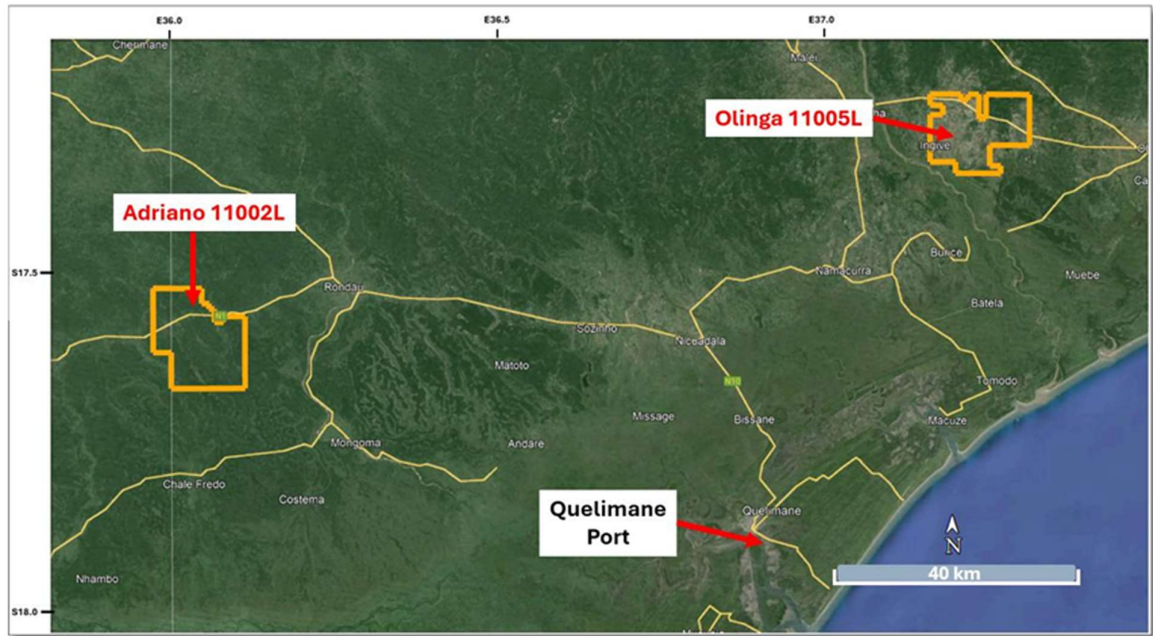 E36.0
E36.5
E37.0
Cherimane
Malei
Olinga 11005L
Ingive
Adriano 11002L
S17.5
Rondau
Namacurra
Burice
Muebe
Batela
N1
Sozinho
Nicoadala
Matoto
N10
Tomodo
Missage
Bissane
Macuze
Mongoma
Andare
Chale Fredo
Costema
Quelimane
Port
Quelimane
N
Nhambo
40 km
S18.0